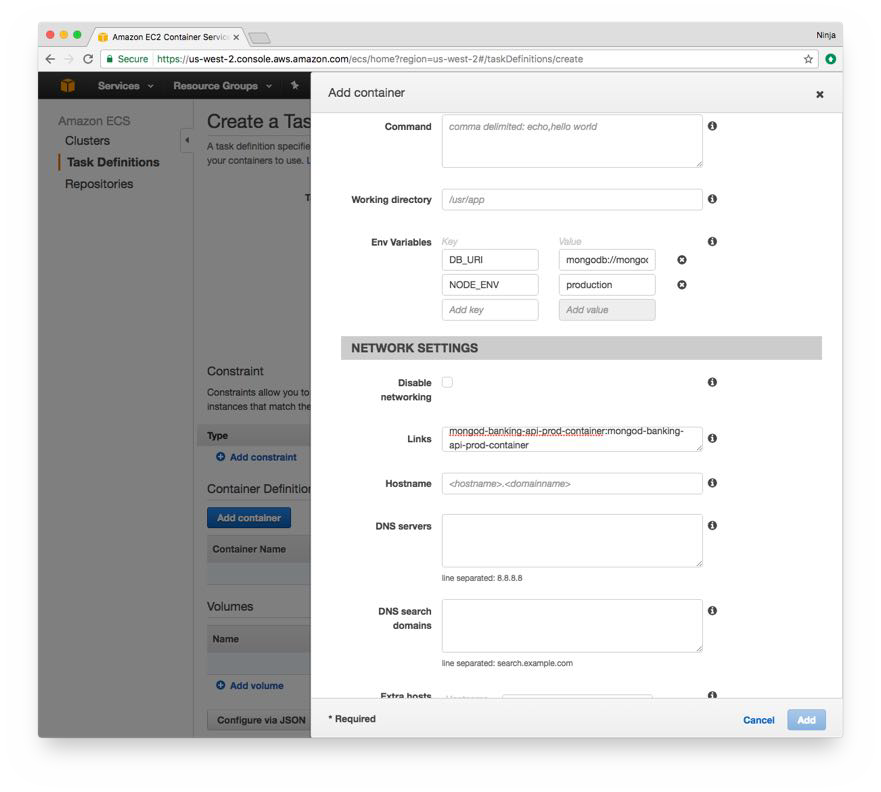 Amazon EC2 Container Servic
Ninja
Secure https://us-west-2.console.aws.amazon.com/ecs/home?region=us-west-2#/taskDefinitions/create
Services Resource Groups
Amazon ECS
Clusters
Task Definitions
Repositories
Create a Tas
A task definition specifie
your containers to use. L
T
Constraint
Constraints allow you to
instances that match the
Type
Add constraint
Container Definition
Add container
Container Name
Volumes
Name
Add volume
Configure via JSON
Add container
Command
comma delimited: echo,hello world
Working directory
/usr/app
Env Variables
Key Value
DB_URI mongodb://mongoc
NODE_ENV production
Add key Add value
NETWORK SETTINGS
Disable
networking
Links
mongod-banking-api-prod-container:mongod-banking-
api-prod-container
Hostname
<hostname>.<domainname>
DNS servers
line separated: 8.8.8.8
DNS search
domains
line separated: search.example.com
Extra hosts
Hostname
* Required
Cancel Add